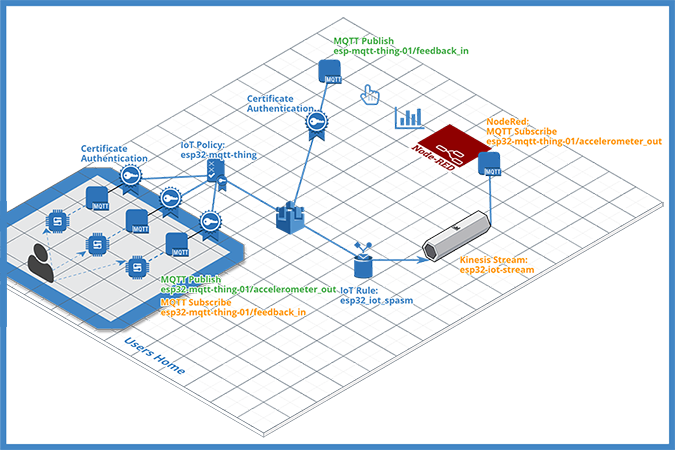 MQTT Publish
esp-mqtt-thing-01/feedback_in
MQTT
Certificate
Authentication
NodeRed:
MQTT Subscribe
esp32-mqtt-thing-01/accelerometer_out
Node-RED
MQTT
IoT Policy:
esp32-mqtt-thing
Certificate
Authentication
MQTT
MQTT
MQTT
Kinesis Stream:
esp32-iot-stream
MQTT Publish
esp32-mqtt-thing-01/accelerometer_out
MQTT Subscribe
esp32-mqtt-thing-01/feedback_in
IoT Rule:
esp32_iot_spasm
Users Home